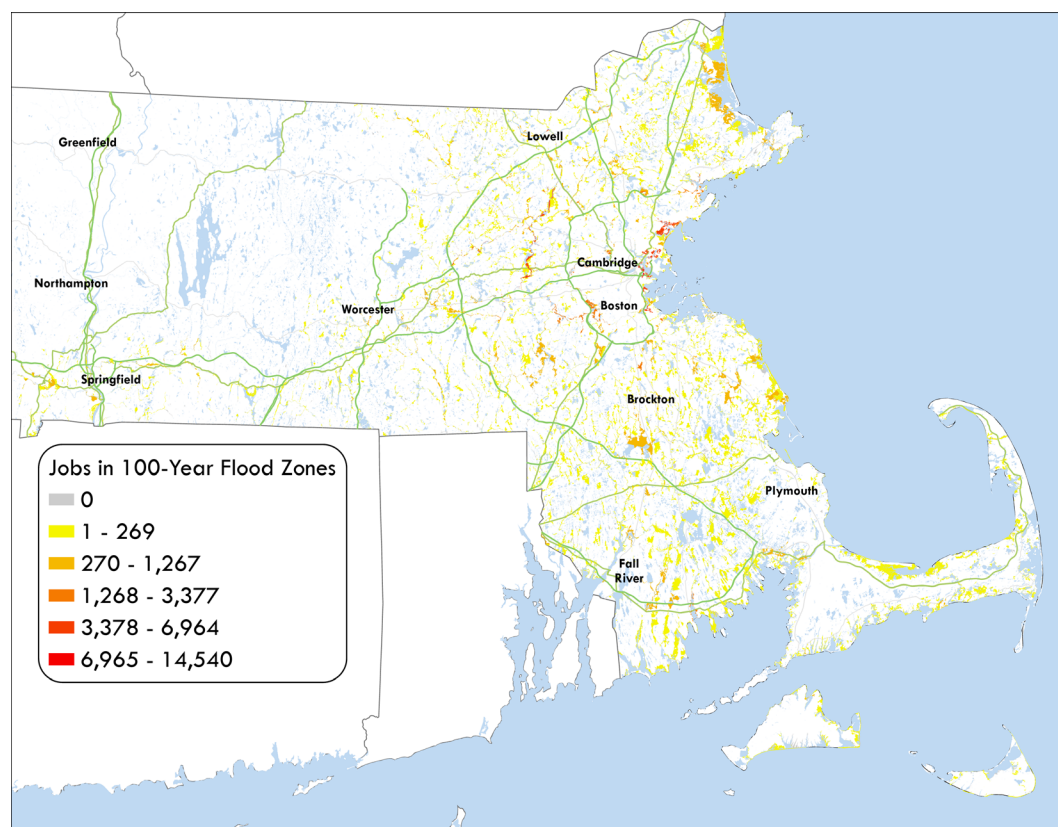 Greenfield
Lowell
Cambridge
Northampton
Boston
Worcester
Springfield
Brockton
Plymouth
Fall
River
Jobs in 100-Year Flood Zones
0
1 - 269
270 - 1,267
1,268 - 3,377
3,378 - 6,964
6,965 - 14,540